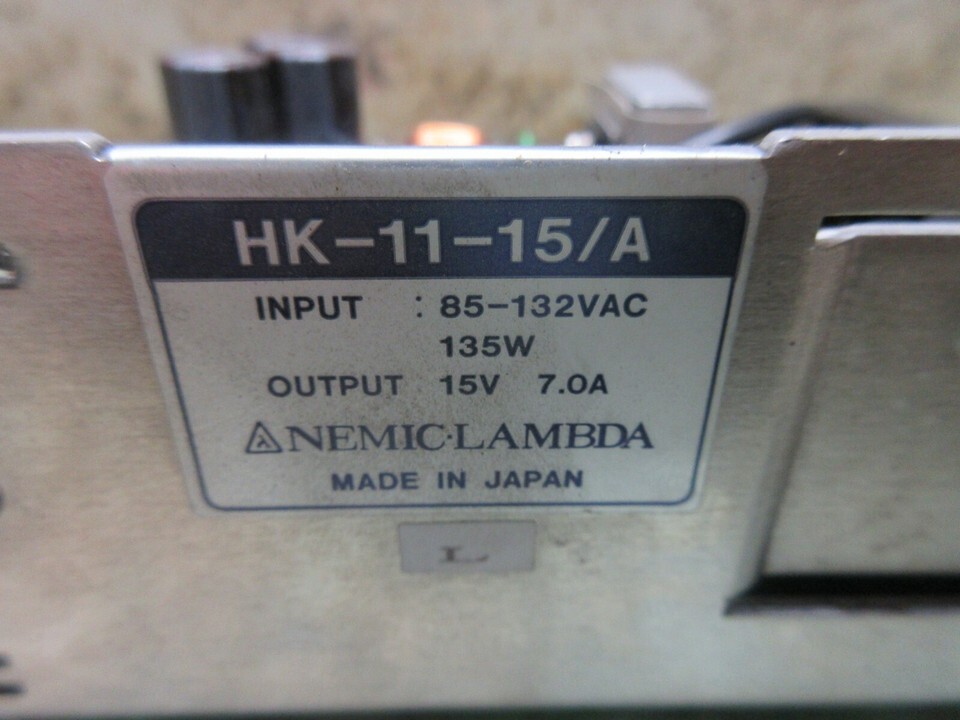 HK-11-15/A
INPUT : 85-132VAC
135W
OUTPUT 15V 7.0A
NEMIC·LAMBDA
MADE IN JAPAN
L